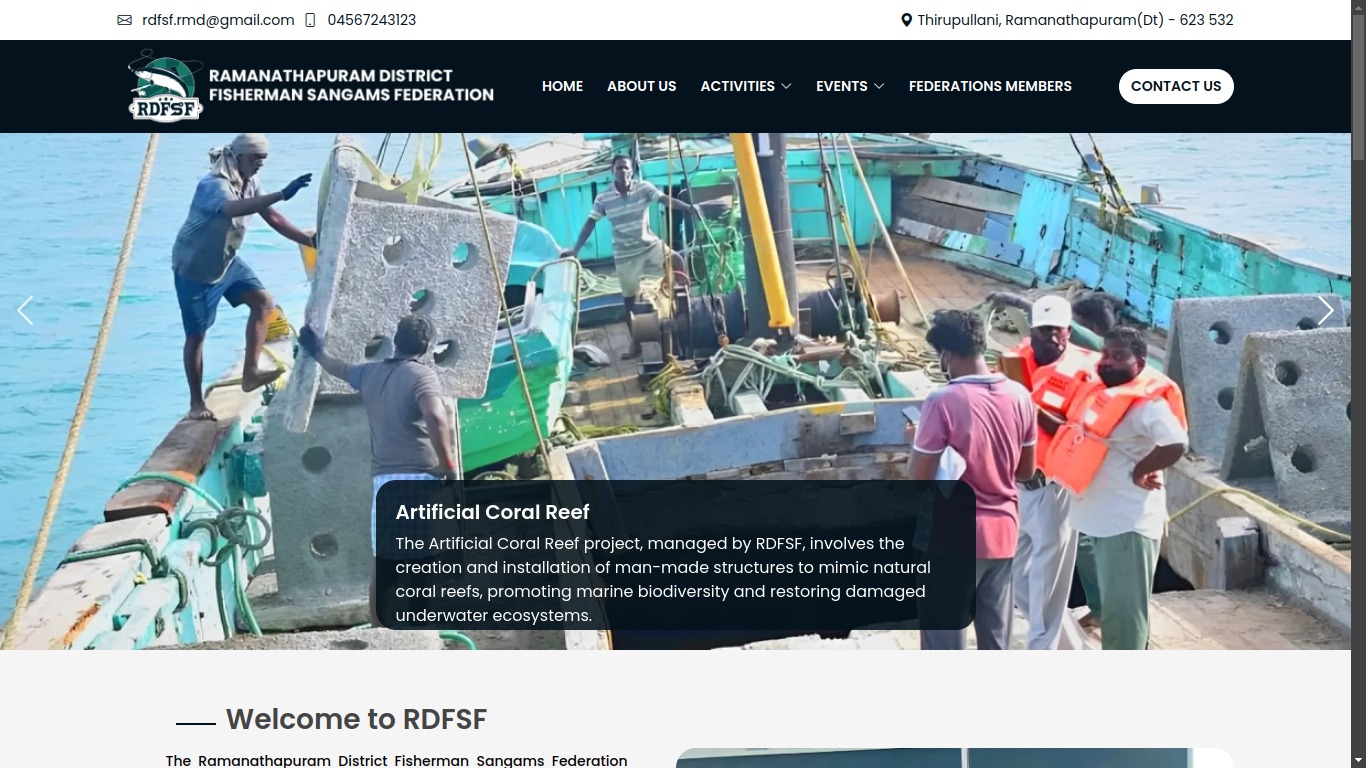 rdfsf.rmd@gmail.com 04567243123 Thirupullani, Ramanathapuram(Dt) - 623 532
RDFSF
RAMANATHAPURAM DISTRICT
FISHERMAN SANGAMS FEDERATION
HOME ABOUT US ACTIVITIES EVENTS FEDERATIONS MEMBERS CONTACT US
Artificial Coral Reef
The Artificial Coral Reef project, managed by RDFSF, involves the
creation and installation of man-made structures to mimic natural
coral reefs, promoting marine biodiversity and restoring damaged
underwater ecosystems.
Welcome to RDFSF
The Ramanathapuram District Fisherman Sangams Federation